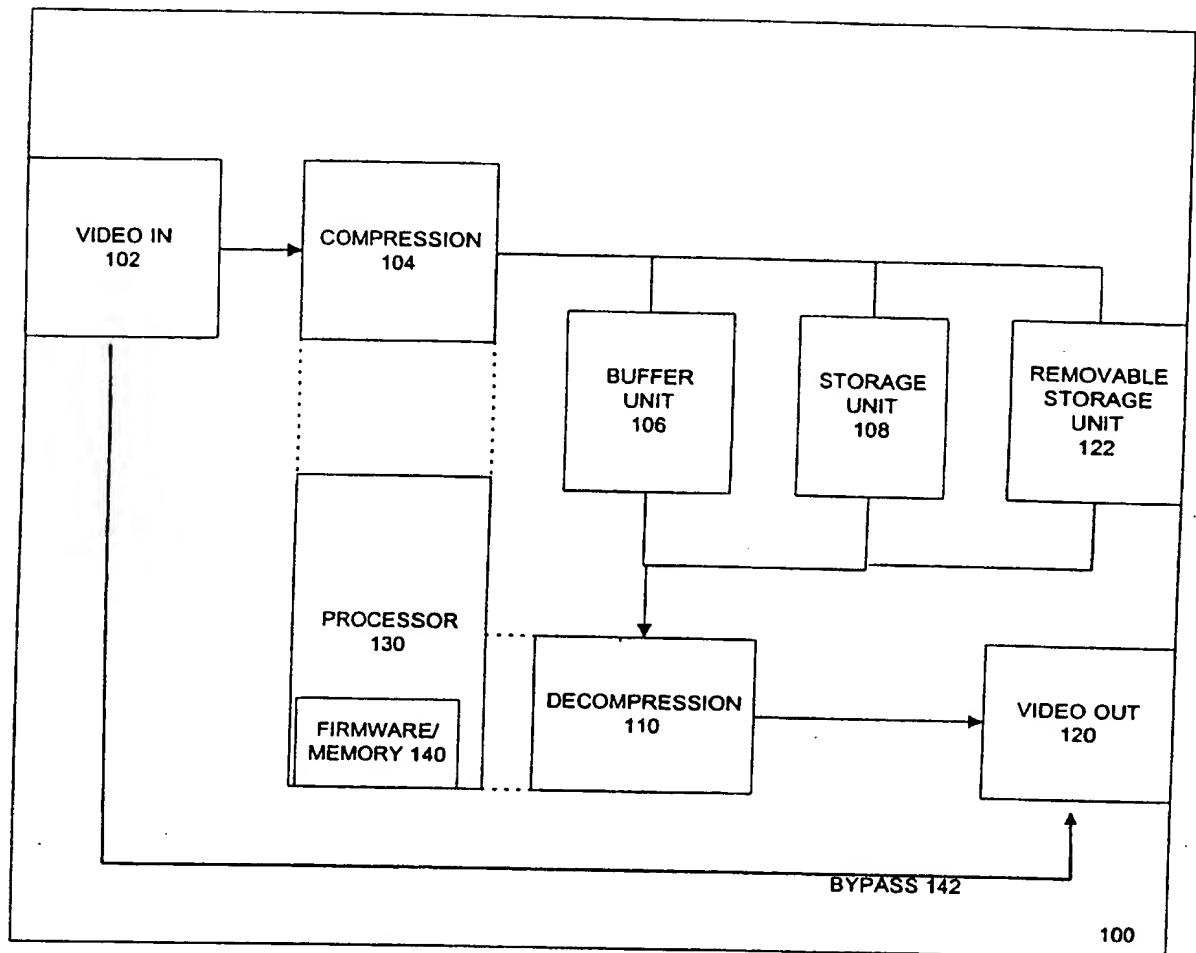 VIDEO IN
102
COMPRESSION
104
BUFFER
UNIT
106
STORAGE
UNIT
108
REMOVABLE
STORAGE
UNIT
122
PROCESSOR
130
FIRMWARE/
MEMORY 140
DECOMPRESSION
110
VIDEO OUT
120
BYPASS 142
100